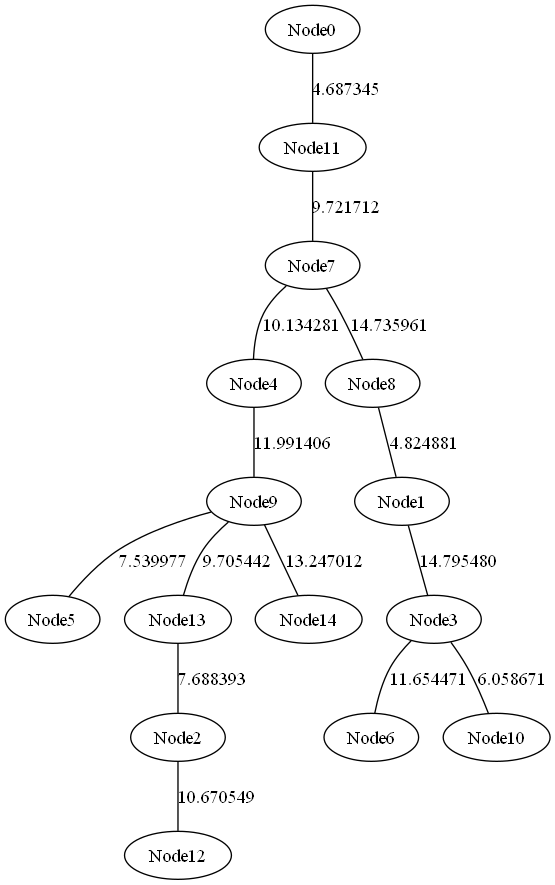 Node0
4.687345
Node11
9.721712
Node7
10.134281 14.735961
Node4 Node8
11.991406 4.824881
Node9 Node1
7.539977 9.705442 13.247012 14.795480
Node5 Node13 Node14 Node3
7.688393 11.654471 6.058671
Node2 Node6 Node10
10.670549
Node12